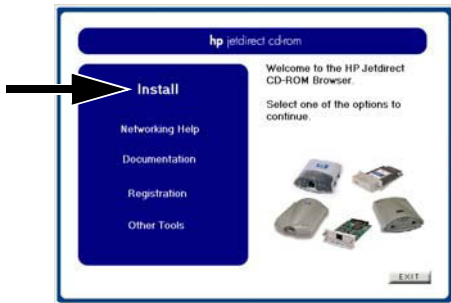 hp jetdirect cd-rom
Install
Networking Help
Documentation
Registration
Other Tools
Welcome to the HP Jetdirect
CD-ROM Browser.
Select one of the options to
continue.
EXIT